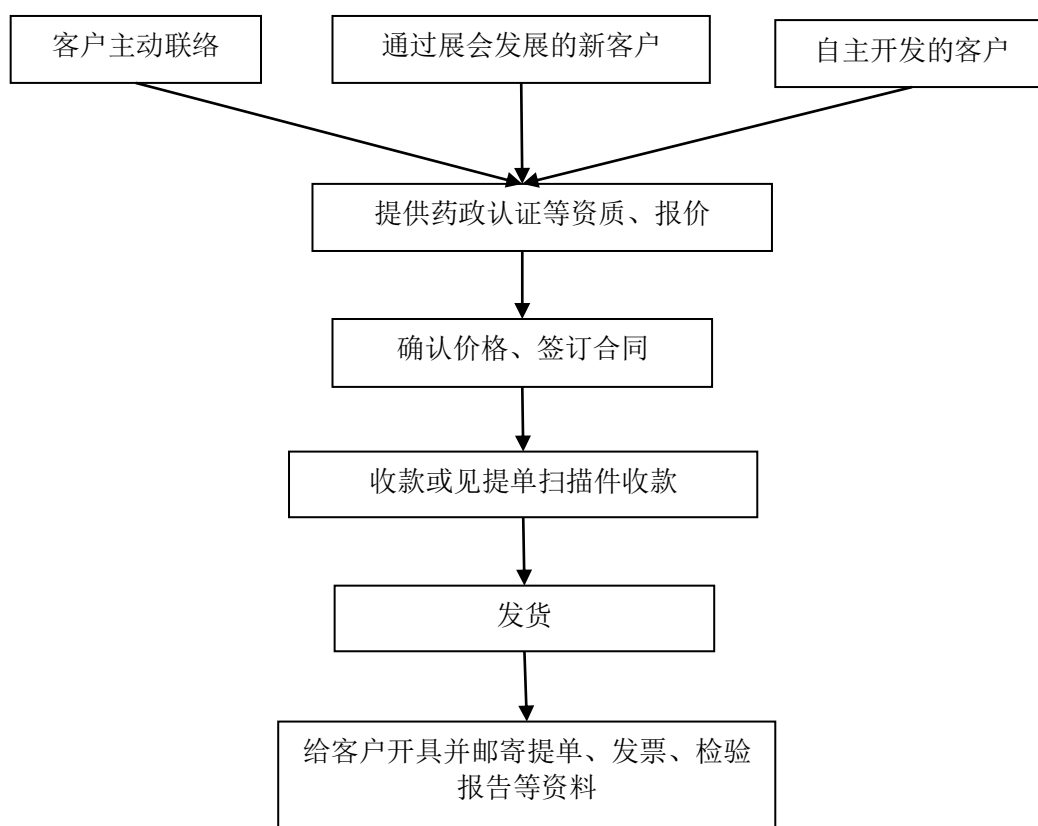 客户主动联络
通过展会发展的新客户
自主开发的客户
提供药政认证等资质、报价
确认价格、签订合同
收款或见提单扫描件收款
发货
给客户开具并邮寄提单、发票、检验
报告等资料